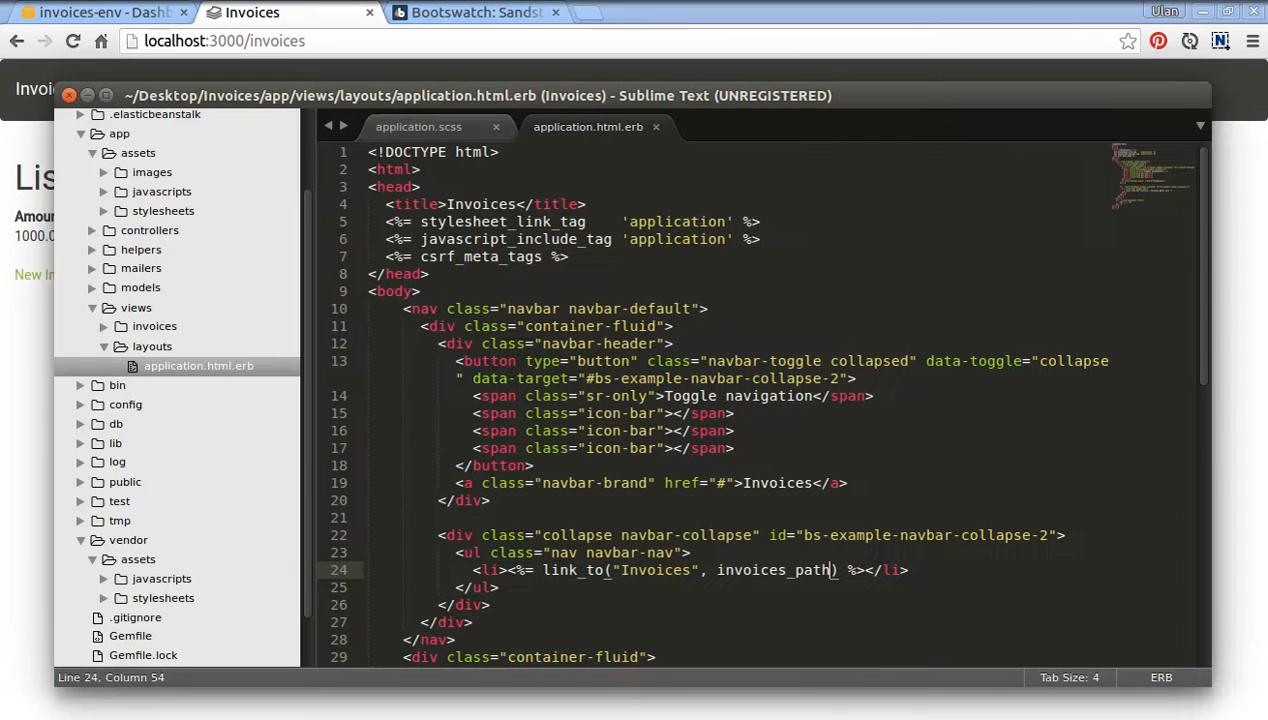 invoices-env - Dashb
Invoices
Bootswatch: Sandst
Ulan
localhost:3000/invoices
Invoi
~/Desktop/Invoices/app/views/layouts/application.html.erb (Invoices) - Sublime Text (UNREGISTERED)
Lis
Amoun
1000.0
New In
.elasticbeanstalk
app
assets
images
javascripts
stylesheets
controllers
helpers
mailers
models
views
invoices
layouts
application.html.erb
bin
config
db
lib
log
public
test
tmp
vendor
assets
javascripts
stylesheets
.gitignore
Gemfile
Gemfile.lock
application.scss
application.html.erb
1 <!DOCTYPE html>
2 <html>
3 <head>
4 <title>Invoices</title>
5 <%= stylesheet_link_tag    'application' %>
6 <%= javascript_include_tag 'application' %>
7 <%= csrf_meta_tags %>
8 </head>
9 <body>
10 <nav class="navbar navbar-default">
11 <div class="container-fluid">
12 <div class="navbar-header">
13 <button type="button" class="navbar-toggle collapsed" data-toggle="collapse
" data-target="#bs-example-navbar-collapse-2">
14 <span class="sr-only">Toggle navigation</span>
15 <span class="icon-bar"></span>
16 <span class="icon-bar"></span>
17 <span class="icon-bar"></span>
18 </button>
19 <a class="navbar-brand" href="#">Invoices</a>
20 </div>
21
22 <div class="collapse navbar-collapse" id="bs-example-navbar-collapse-2">
23 <ul class="nav navbar-nav">
24 <li><%= link_to("Invoices", invoices_path) %></li>
25 </ul>
26 </div>
27 </div>
28 </nav>
29 <div class="container-fluid">
Line 24, Column 54
Tab Size: 4
ERB